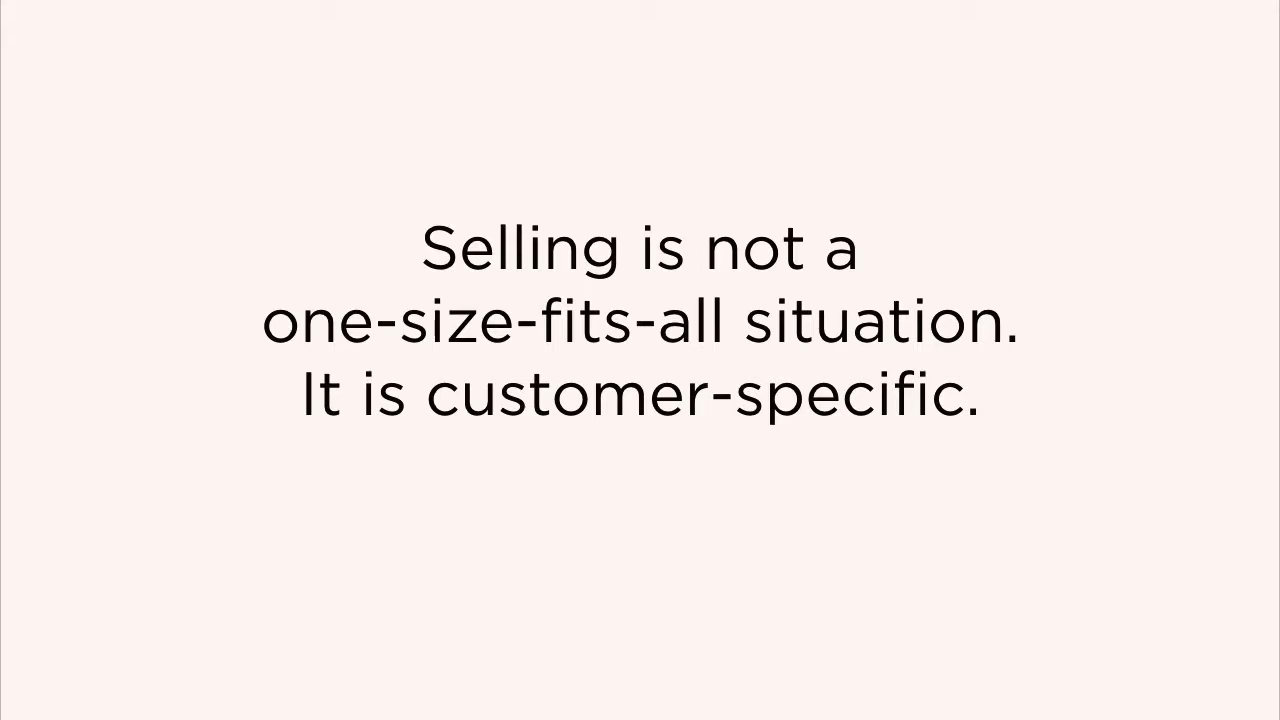 Selling is not a
one-size-fits-all situation.
It is customer-specific.